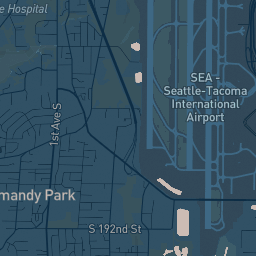 e Hospital
SEA -
Seattle-Tacoma
International
Airport
1st Ave S
mandy Park
S 192nd St